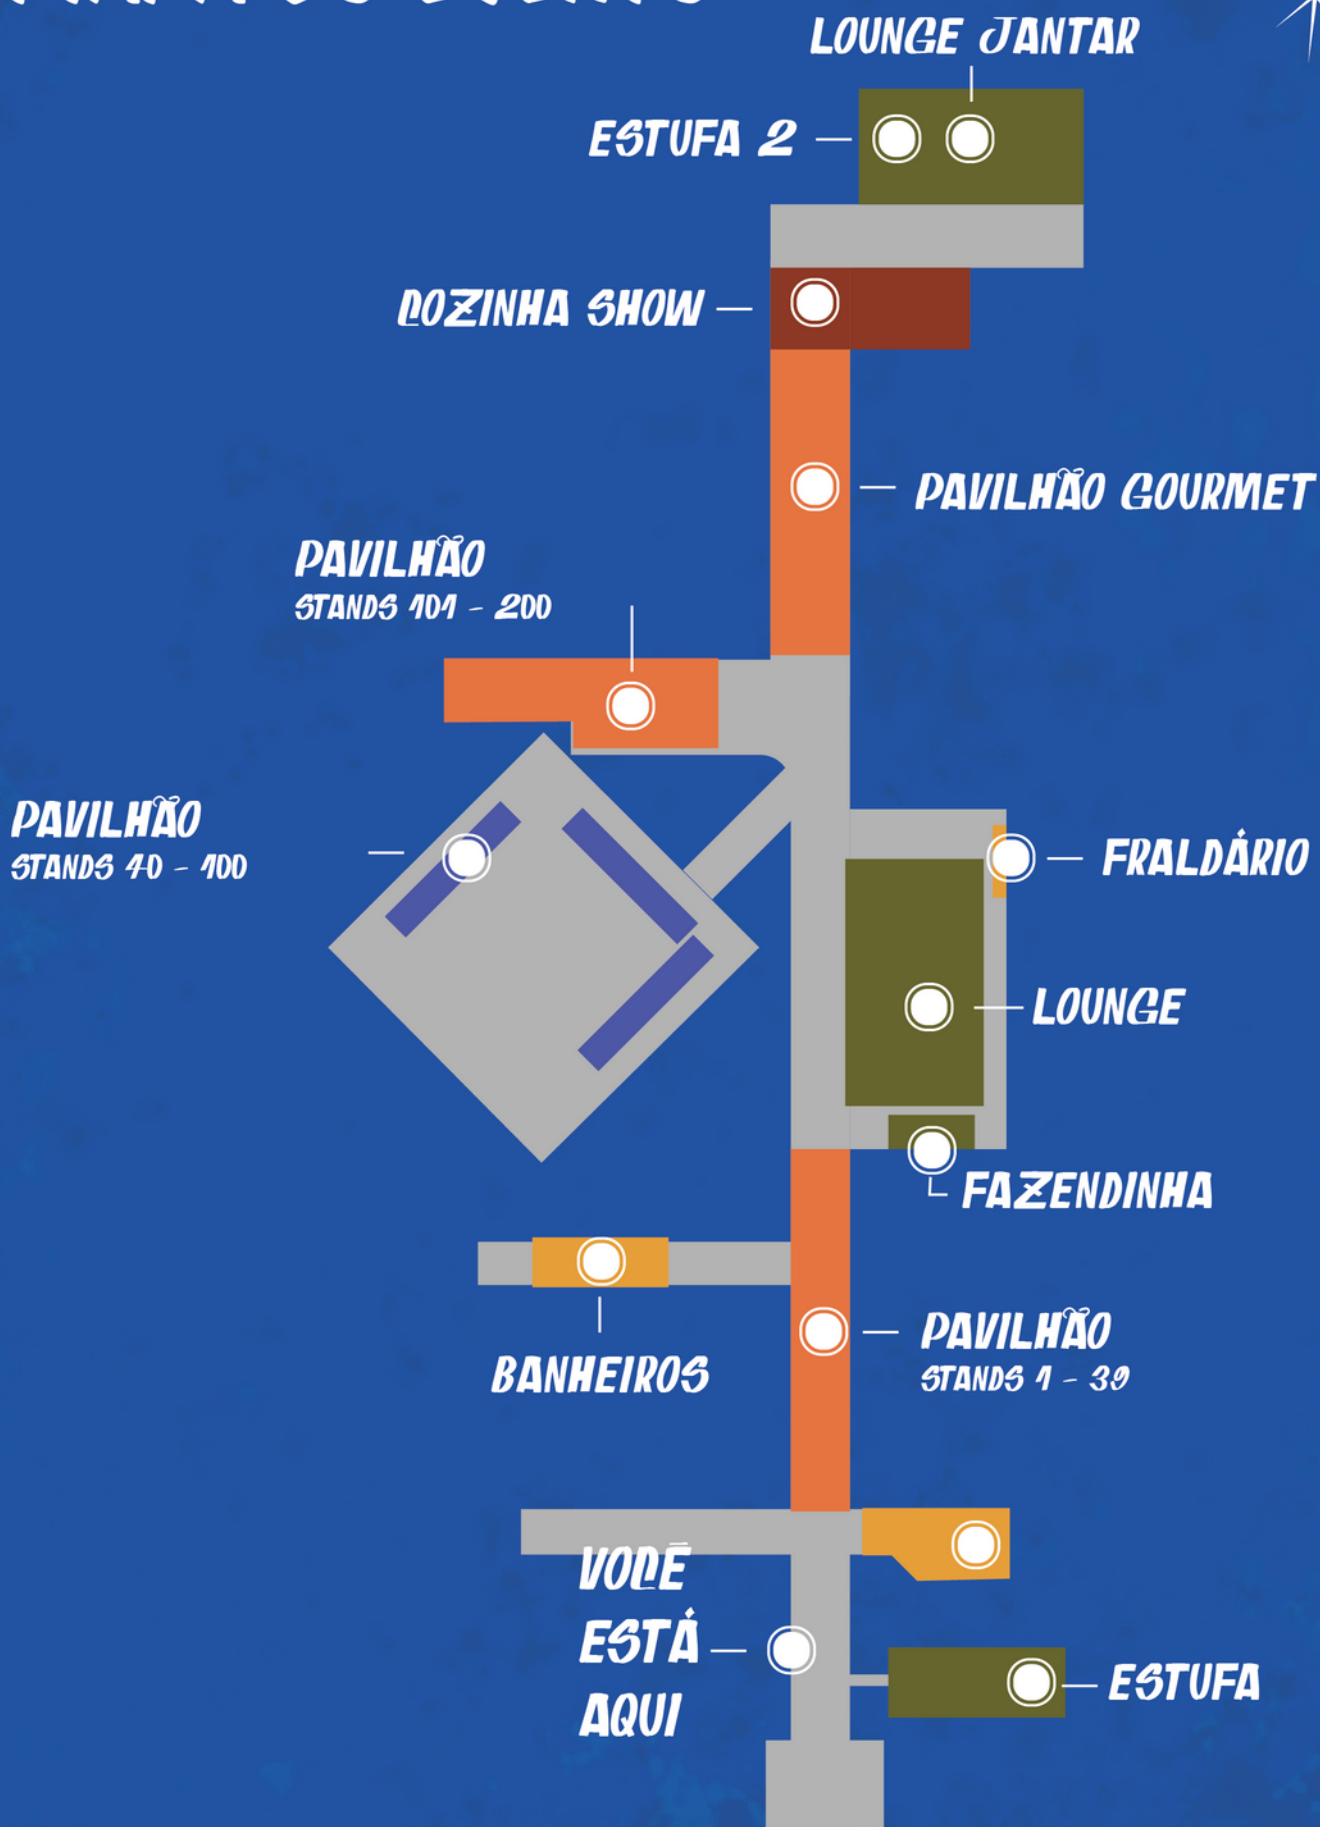 LOUNGE JANTAR
ESTUFA 2
COZINHA SHOW
PAVILHÃO GOURMET
PAVILHÃO
STANDS 101 - 200
PAVILHÃO
STANDS 40 - 100
FRALDÁRIO
LOUNGE
FAZENDINHA
BANHEIROS
PAVILHÃO
STANDS 1 - 39
VOCÊ
ESTÁ
AQUI
ESTUFA